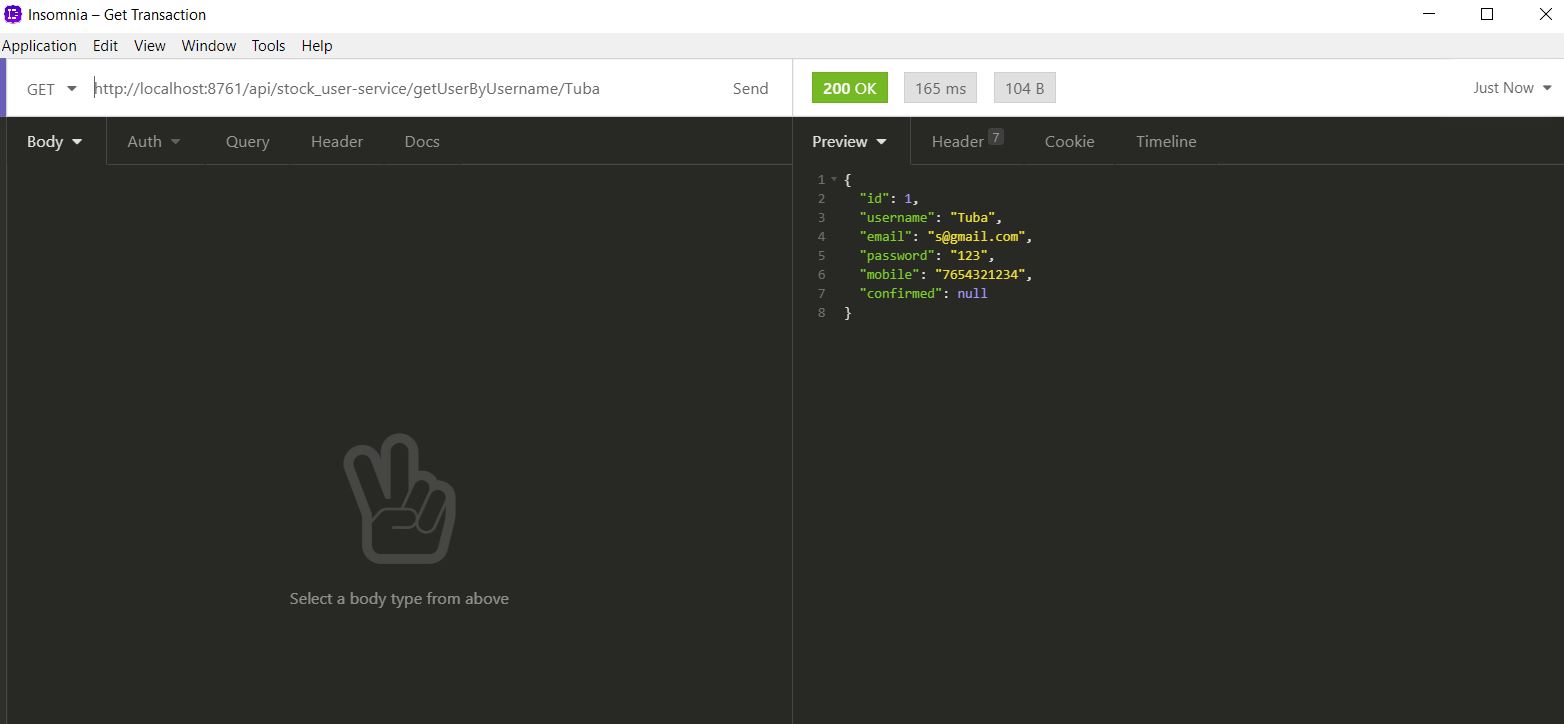 Insomnia – Get Transaction
Application Edit View Window Tools Help
GET http://localhost:8761/api/stock_user-service/getUserByUsername/Tuba Send 200 OK 165 ms 104 B Just Now
Body Auth Query Header Docs Preview Header 7 Cookie Timeline
1 {
2 "id": 1,
3 "username": "Tuba",
4 "email": "s@gmail.com",
5 "password": "123",
6 "mobile": "7654321234",
7 "confirmed": null
8 }
Select a body type from above